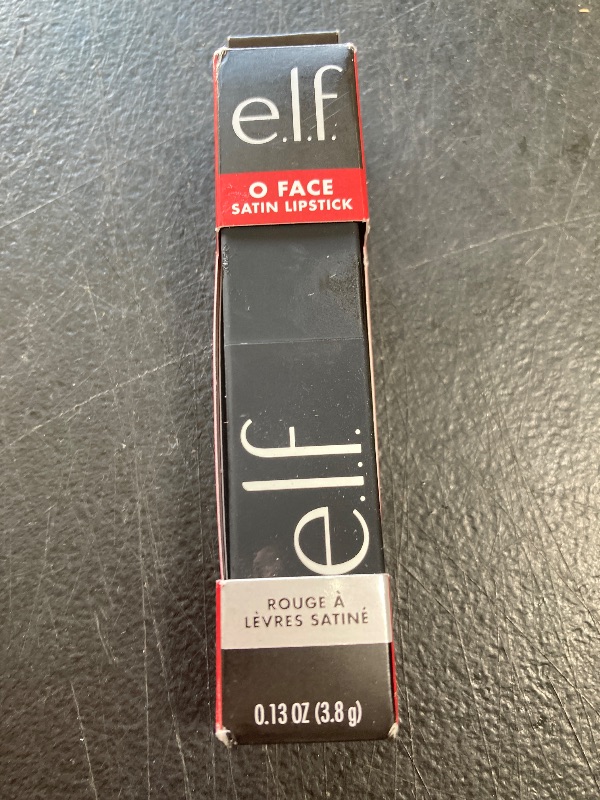 e.l.f.
O FACE
SATIN LIPSTICK
e.l.f.
ROUGE À
LÈVRES SATINÉ
0.13 OZ (3.8 g)